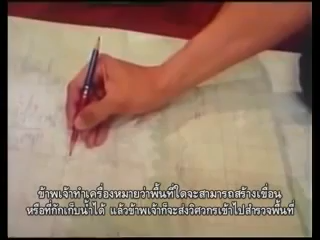 ข้าพเจ้าทำเครื่องหมายว่าพื้นที่ใดจะสามารถสร้างเขื่อน
หรือที่กักเก็บน้ำได้ แล้วข้าพเจ้าก็จะส่งวิศวกรเข้าไปสำรวจพื้นที่